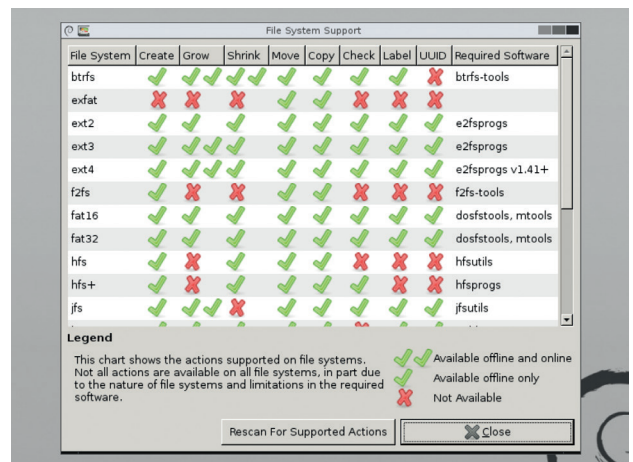 File System Support
File System Create Grow Shrink Move Copy Check Label UUID Required Software
btrfs btrfs-tools
exfat
ext2 e2fsprogs
ext3 e2fsprogs
ext4 e2fsprogs v1.41+
f2fs f2fs-tools
fat16 dosfstools, mtools
fat32 dosfstools, mtools
hfs hfsutils
hfs+ hfsprogs
jfs jfsutils
Legend
This chart shows the actions supported on file systems.
Not all actions are available on all file systems, in part due
to the nature of file systems and limitations in the required
software.
Available offline and online
Available offline only
Not Available
Rescan For Supported Actions Close